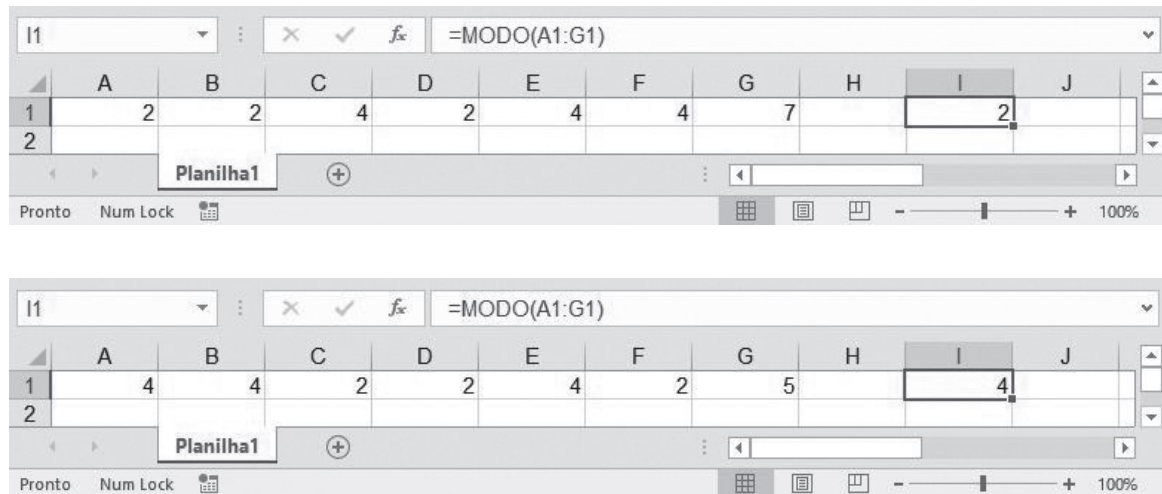 I1 fx =MODO(A1:G1)
A B C D E F G H I J
1 2 2 4 2 4 4 7 2
2
Planilha1
Pronto Num Lock 100%
I1 fx =MODO(A1:G1)
A B C D E F G H I J
1 4 4 2 2 4 2 5 4
2
Planilha1
Pronto Num Lock 100%